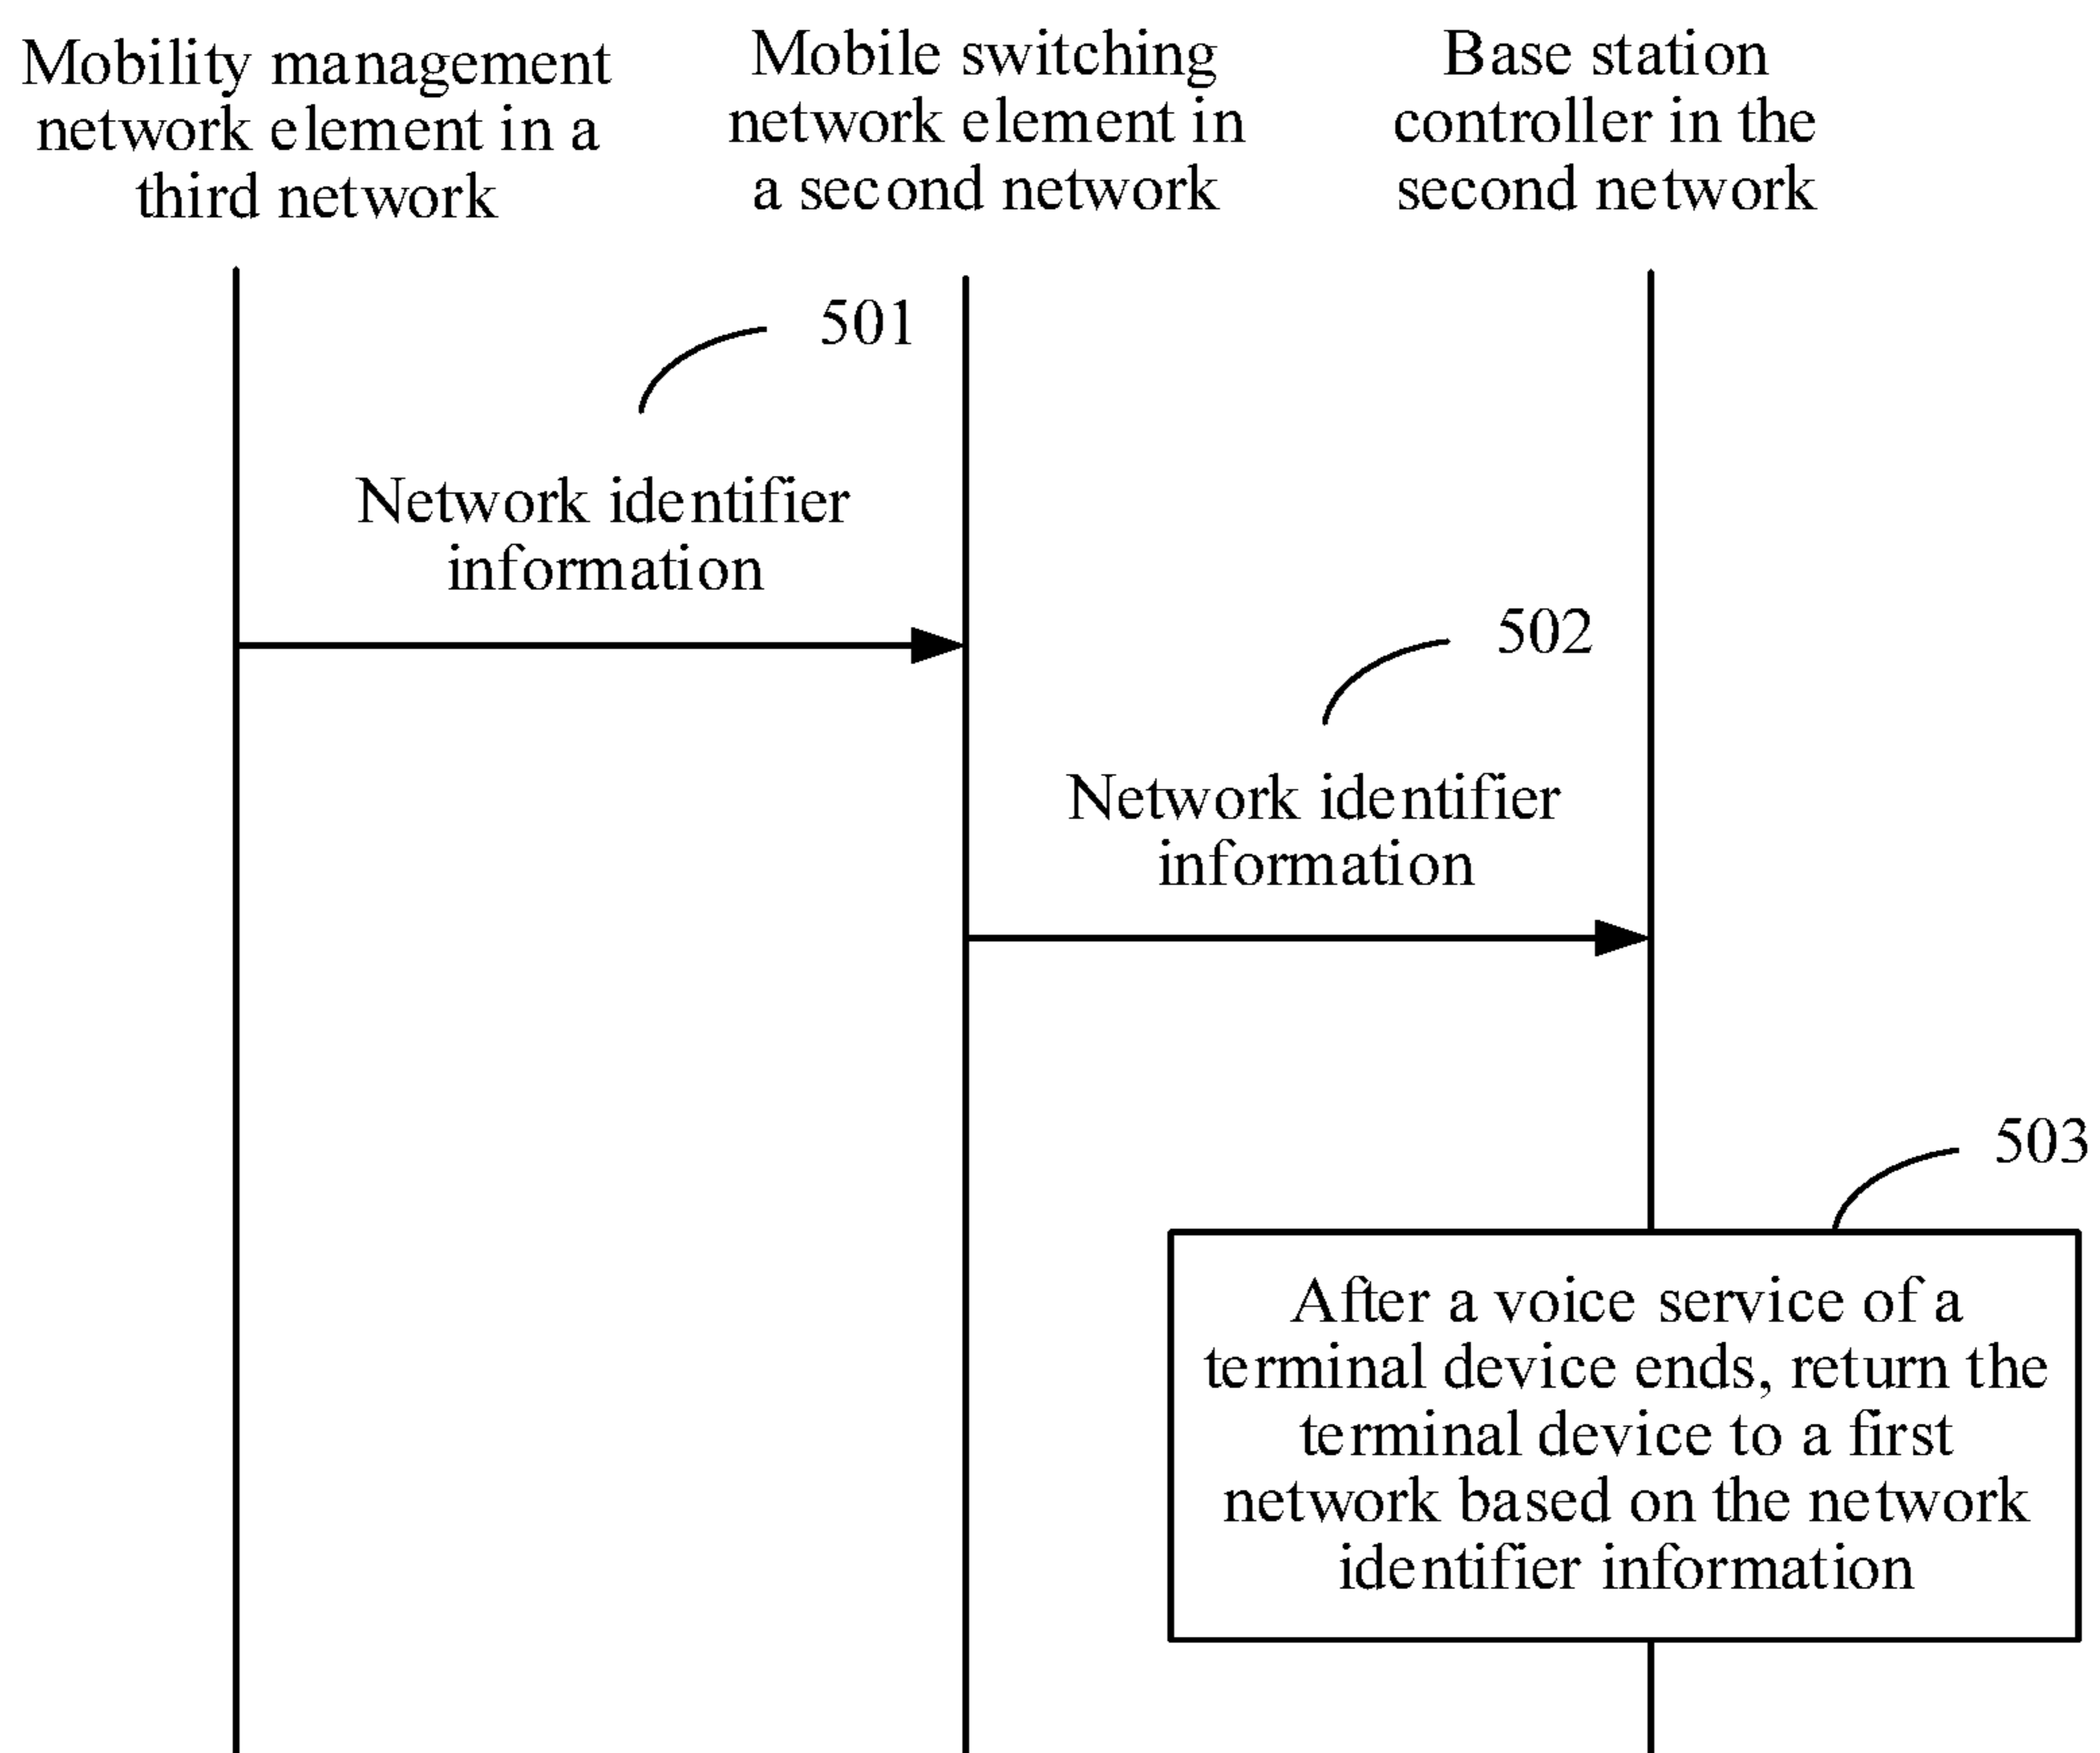 Mobility management
network element in a
third network
Mobile switching
network element in
a second network
Base station
controller in the
second network
501
Network identifier
information
502
Network identifier
information
503
After a voice service of a
terminal device ends, return the
terminal device to a first
network based on the network
identifier information